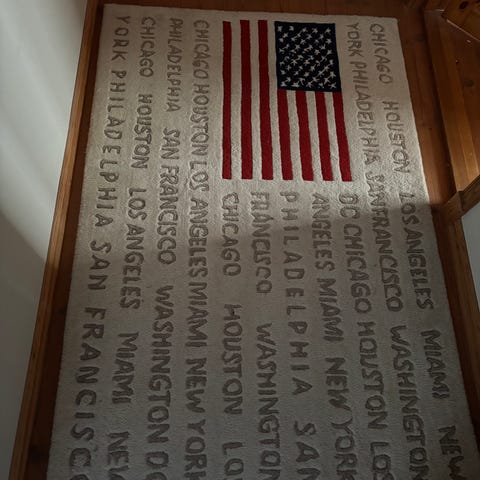 CHICAGO HOUSTON LOS ANGELES MIAMI NEW
YORK PHILADELPHIA SAN FRANCISCO WASHINGTON
DC CHICAGO HOUSTON LOS
ANGELES MIAMI NEW YORK
PHILADELPHIA SAN
FRANCISCO WASHINGTON
CHICAGO HOUSTON LOS
CHICAGO HOUSTON LOS ANGELES MIAMI NEW YORK
PHILADELPHIA SAN FRANCISCO WASHINGTON DC
CHICAGO HOUSTON LOS ANGELES MIAMI NEW
YORK PHILADELPHIA SAN FRANCISCO